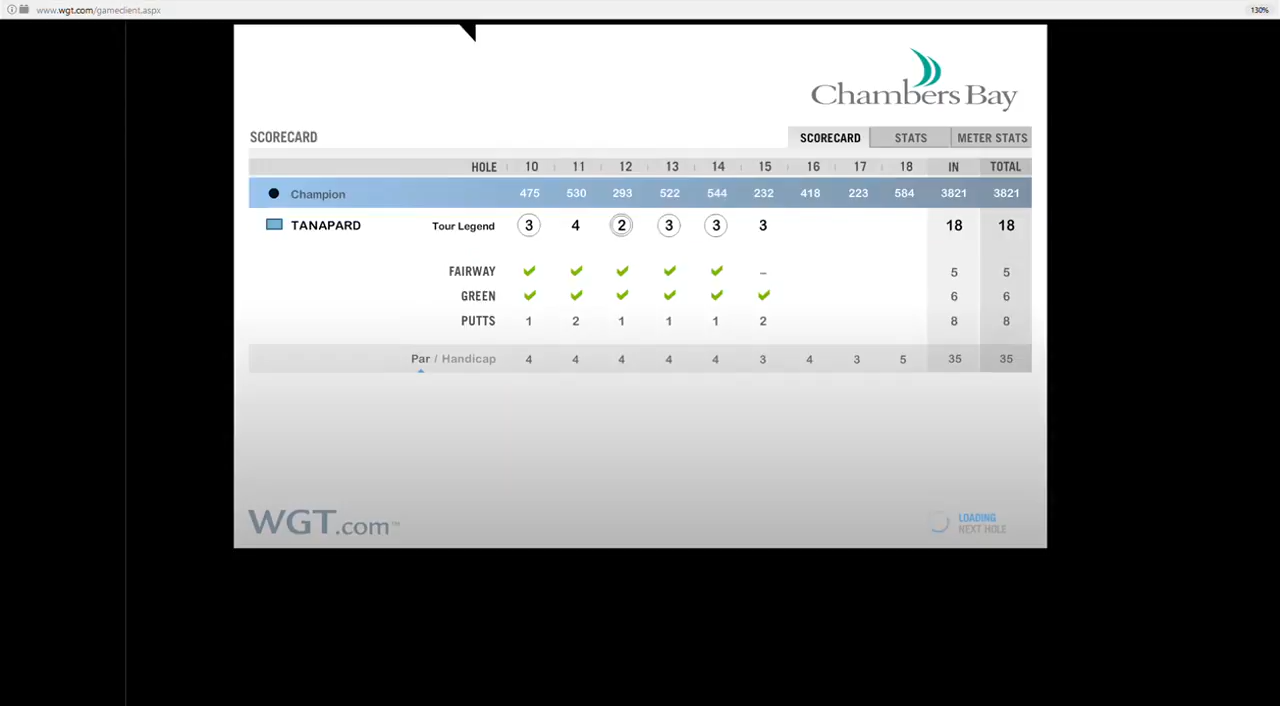 www.wgt.com/gameclient.aspx 130%
Chambers Bay
SCORECARD SCORECARD STATS METER STATS
HOLE 10 11 12 13 14 15 16 17 18 IN TOTAL
Champion 475 530 293 522 544 232 418 223 584 3821 3821
TANAPARD Tour Legend 3 4 2 3 3 3 18 18
FAIRWAY – 5 5
GREEN 6 6
PUTTS 1 2 1 1 1 2 8 8
Par / Handicap 4 4 4 4 4 3 4 3 5 35 35
WGT.com™ LOADING
NEXT HOLE